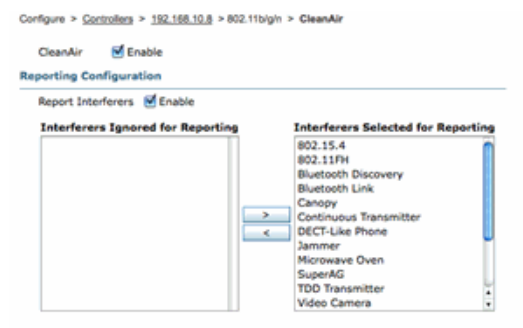 Configure > Controllers > 192.168.10.8 > 802.11b/g/n > CleanAir
CleanAir Enable
Reporting Configuration
Report Interferers Enable
Interferers Ignored for Reporting
>
<
Interferers Selected for Reporting
802.15.4
802.11FH
Bluetooth Discovery
Bluetooth Link
Canopy
Continuous Transmitter
DECT-Like Phone
Jammer
Microwave Oven
SuperAG
TDD Transmitter
Video Camera